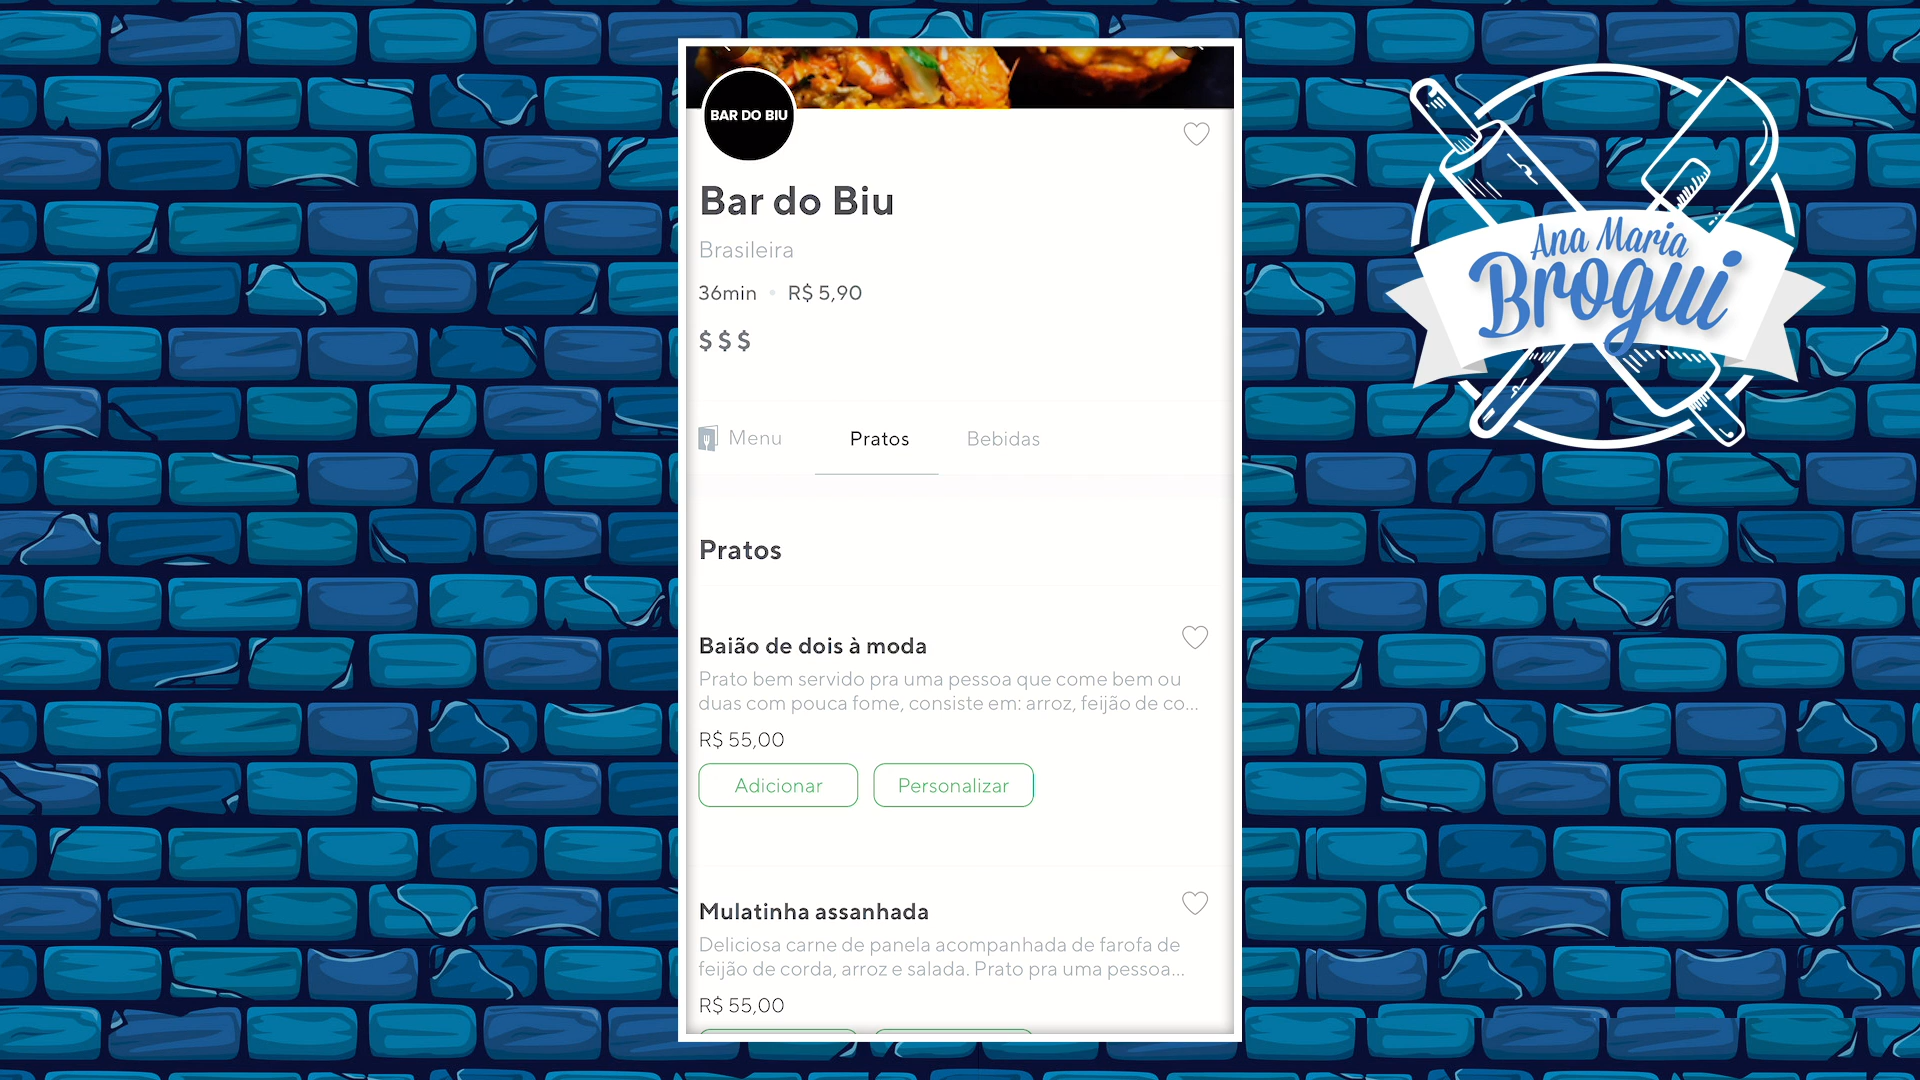 BAR DO BIU
Bar do Biu
Brasileira
36min • R$ 5,90
$ $ $
Menu Pratos Bebidas
Pratos
Baião de dois à moda
Prato bem servido pra uma pessoa que come bem ou
duas com pouca fome, consiste em: arroz, feijão de co...
R$ 55,00
Adicionar Personalizar
Mulatinha assanhada
Deliciosa carne de panela acompanhada de farofa de
feijão de corda, arroz e salada. Prato pra uma pessoa...
R$ 55,00
Ana Maria
Brogui